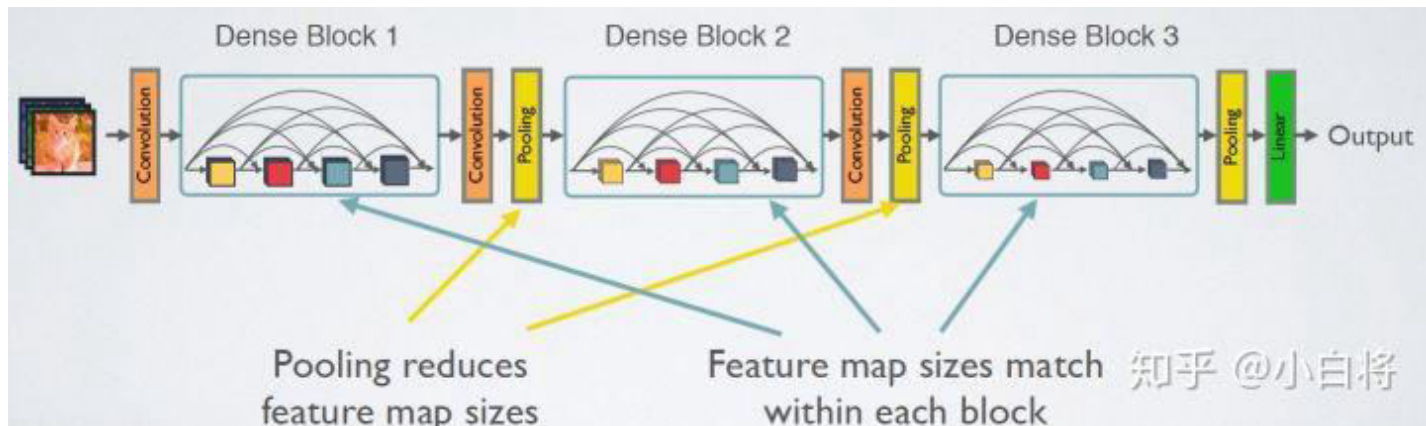 Dense Block 1
Dense Block 2
Dense Block 3
Convolution
Convolution
Pooling
Convolution
Pooling
Pooling
Linear
Output
Pooling reduces
feature map sizes
Feature map sizes match
within each block
知乎 @小白将